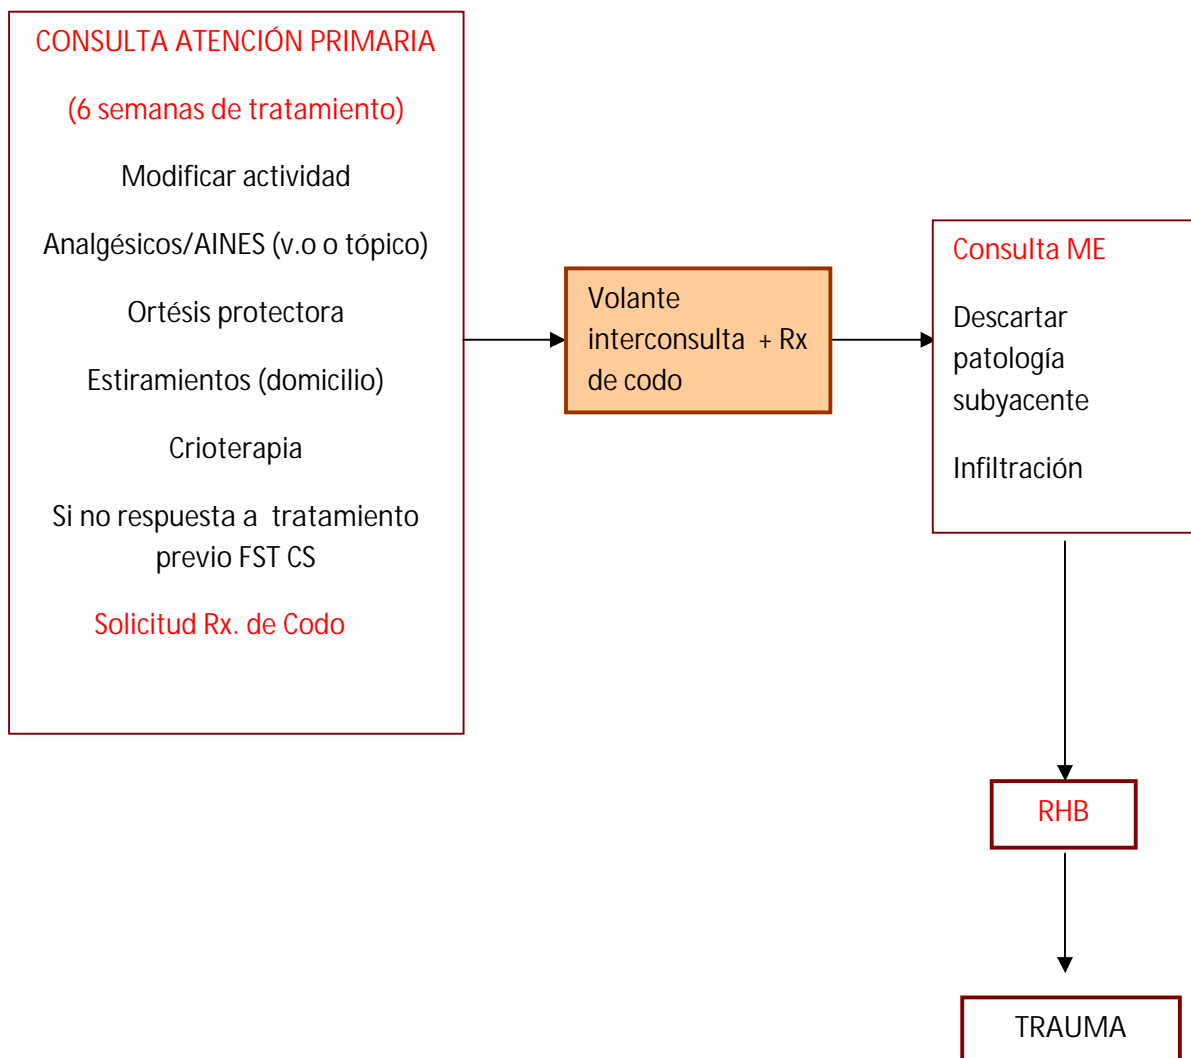 CONSULTA ATENCIÓN PRIMARIA
(6 semanas de tratamiento)
Modificar actividad
Analgésicos/AINES (v.o o tópico)
Ortésis protectora
Estiramientos (domicilio)
Crioterapia
Si no respuesta a tratamiento
previo FST CS
Solicitud Rx. de Codo
Volante
interconsulta + Rx
de codo
Consulta ME
Descartar
patología
subyacente
Infiltración
RHB
TRAUMA